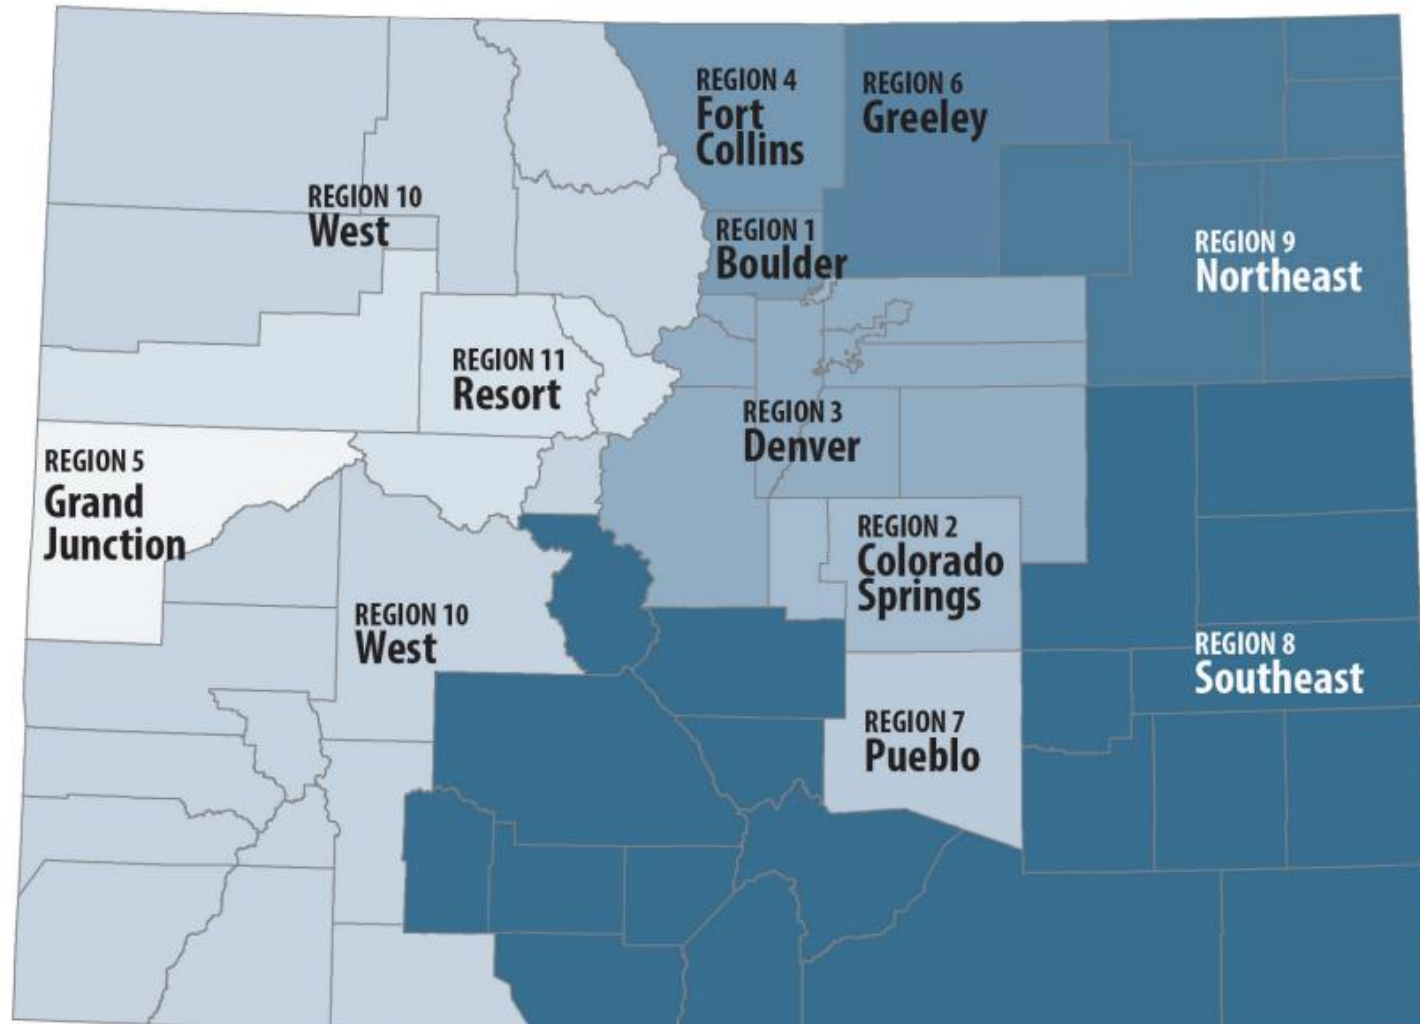 REGION 4
Fort
Collins
REGION 6
Greeley
REGION 10
West
REGION 1
Boulder
REGION 9
Northeast
REGION 11
Resort
REGION 3
Denver
REGION 5
Grand
Junction
REGION 2
Colorado
Springs
REGION 10
West
REGION 8
Southeast
REGION 7
Pueblo